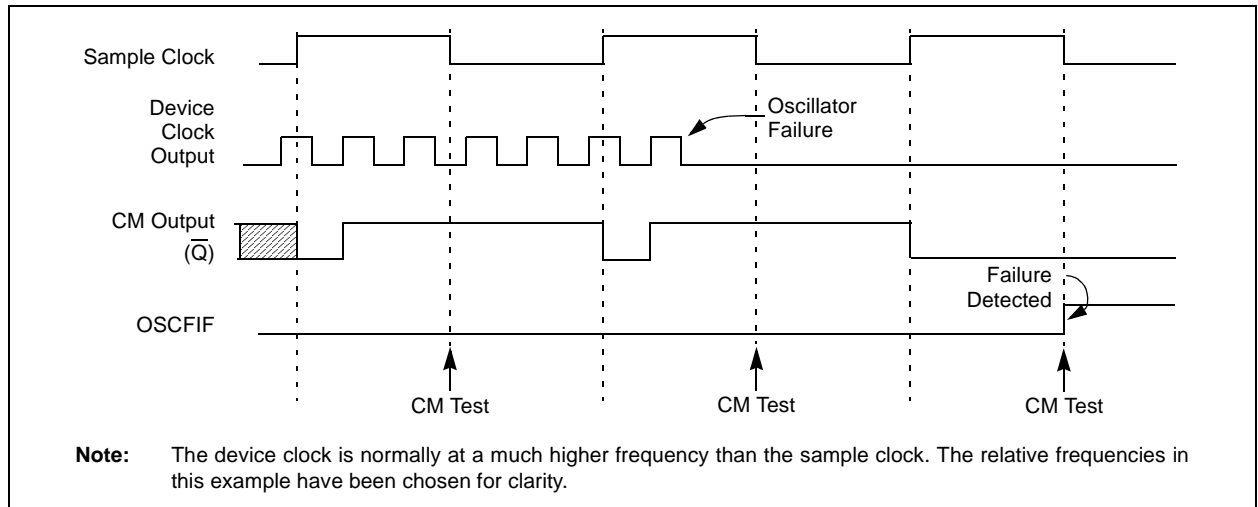 Sample Clock
Device
Clock
Output
Oscillator
Failure
CM Output
(Q̅)
Failure
Detected
OSCFIF
CM Test
CM Test
CM Test
Note: The device clock is normally at a much higher frequency than the sample clock. The relative frequencies in
this example have been chosen for clarity.